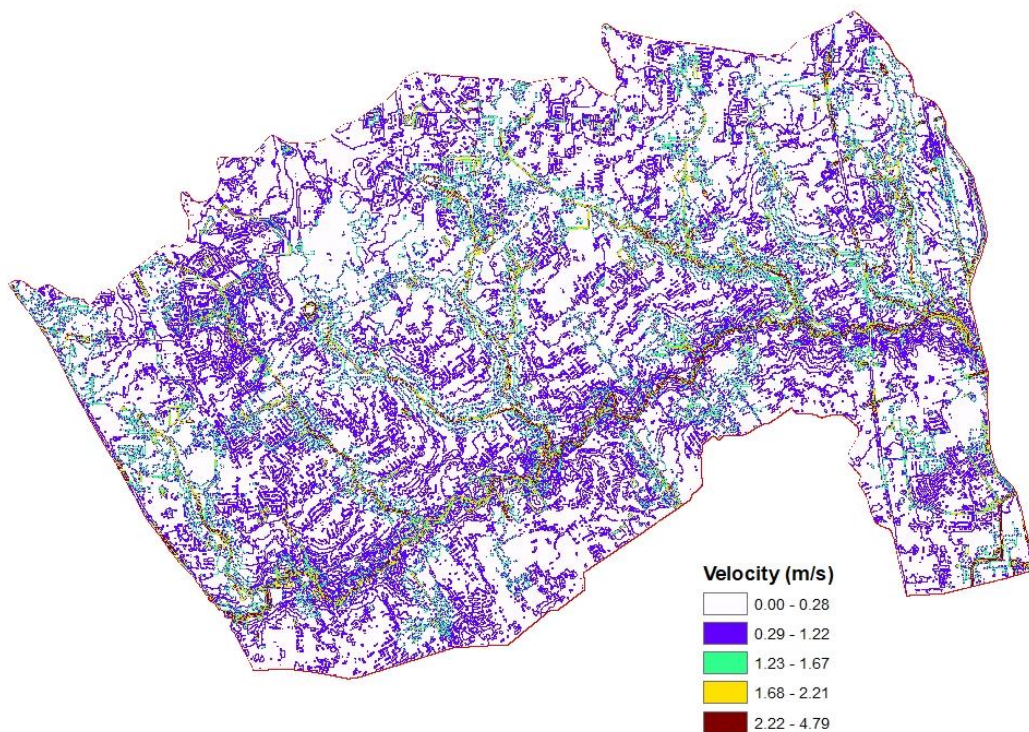 Velocity (m/s)
0.00 - 0.28
0.29 - 1.22
1.23 - 1.67
1.68 - 2.21
2.22 - 4.79